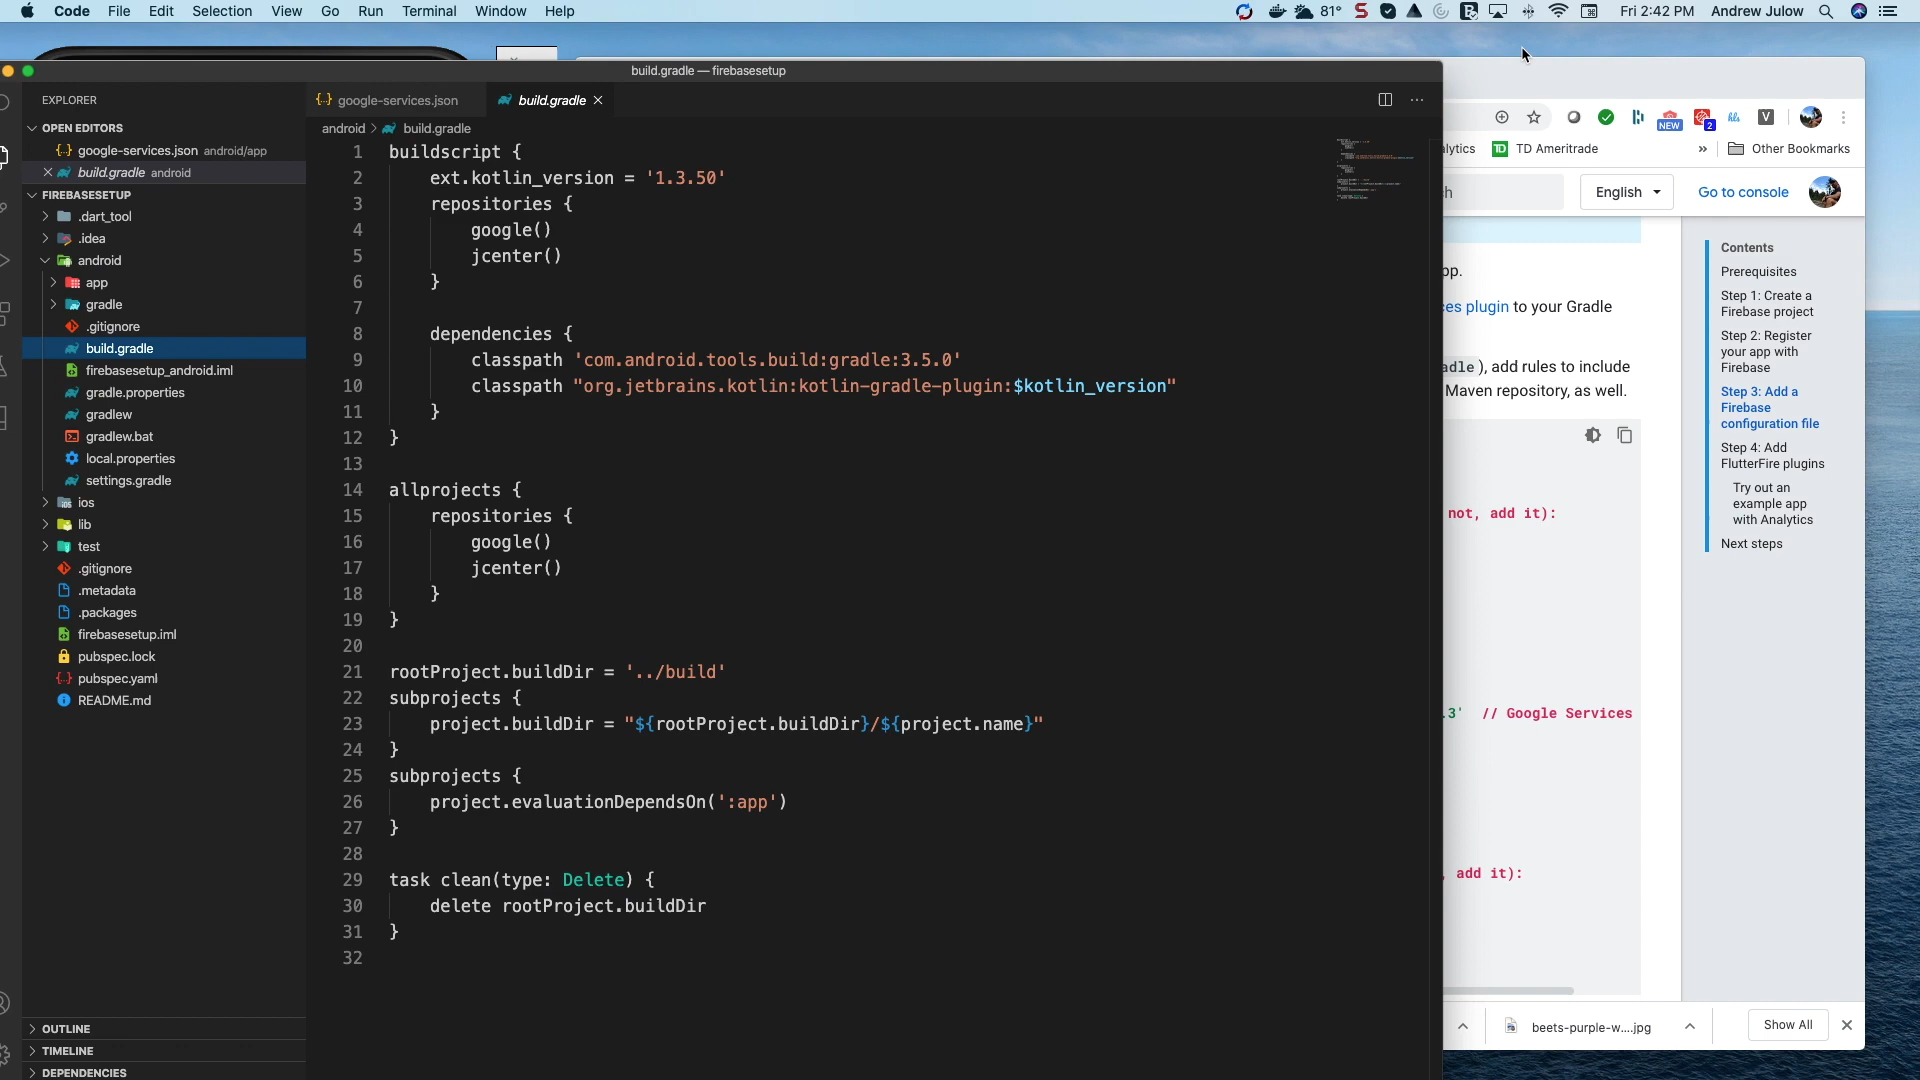 Code File Edit Selection View Go Run Terminal Window Help
81° Fri 2:42 PM Andrew Julow
build.gradle — firebasesetup
EXPLORER
OPEN EDITORS
google-services.json android/app
build.gradle android
FIREBASESETUP
.dart_tool
.idea
android
app
gradle
.gitignore
build.gradle
firebasesetup_android.iml
gradle.properties
gradlew
gradlew.bat
local.properties
settings.gradle
ios
lib
test
.gitignore
.metadata
.packages
firebasesetup.iml
pubspec.lock
pubspec.yaml
README.md
OUTLINE
TIMELINE
DEPENDENCIES
google-services.json build.gradle
android > build.gradle
1 buildscript {
2 ext.kotlin_version = '1.3.50'
3 repositories {
4 google()
5 jcenter()
6 }
7
8 dependencies {
9 classpath 'com.android.tools.build:gradle:3.5.0'
10 classpath "org.jetbrains.kotlin:kotlin-gradle-plugin:$kotlin_version"
11 }
12 }
13
14 allprojects {
15 repositories {
16 google()
17 jcenter()
18 }
19 }
20
21 rootProject.buildDir = '../build'
22 subprojects {
23 project.buildDir = "${rootProject.buildDir}/${project.name}"
24 }
25 subprojects {
26 project.evaluationDependsOn(':app')
27 }
28
29 task clean(type: Delete) {
30 delete rootProject.buildDir
31 }
32
NEW 2 V
alytics TD Ameritrade » Other Bookmarks
English Go to console
pp.
ces plugin to your Gradle
adle), add rules to include
Maven repository, as well.
not, add it):
.3' // Google Services
, add it):
Contents
Prerequisites
Step 1: Create a
Firebase project
Step 2: Register
your app with
Firebase
Step 3: Add a
Firebase
configuration file
Step 4: Add
FlutterFire plugins
Try out an
example app
with Analytics
Next steps
beets-purple-w....jpg Show All